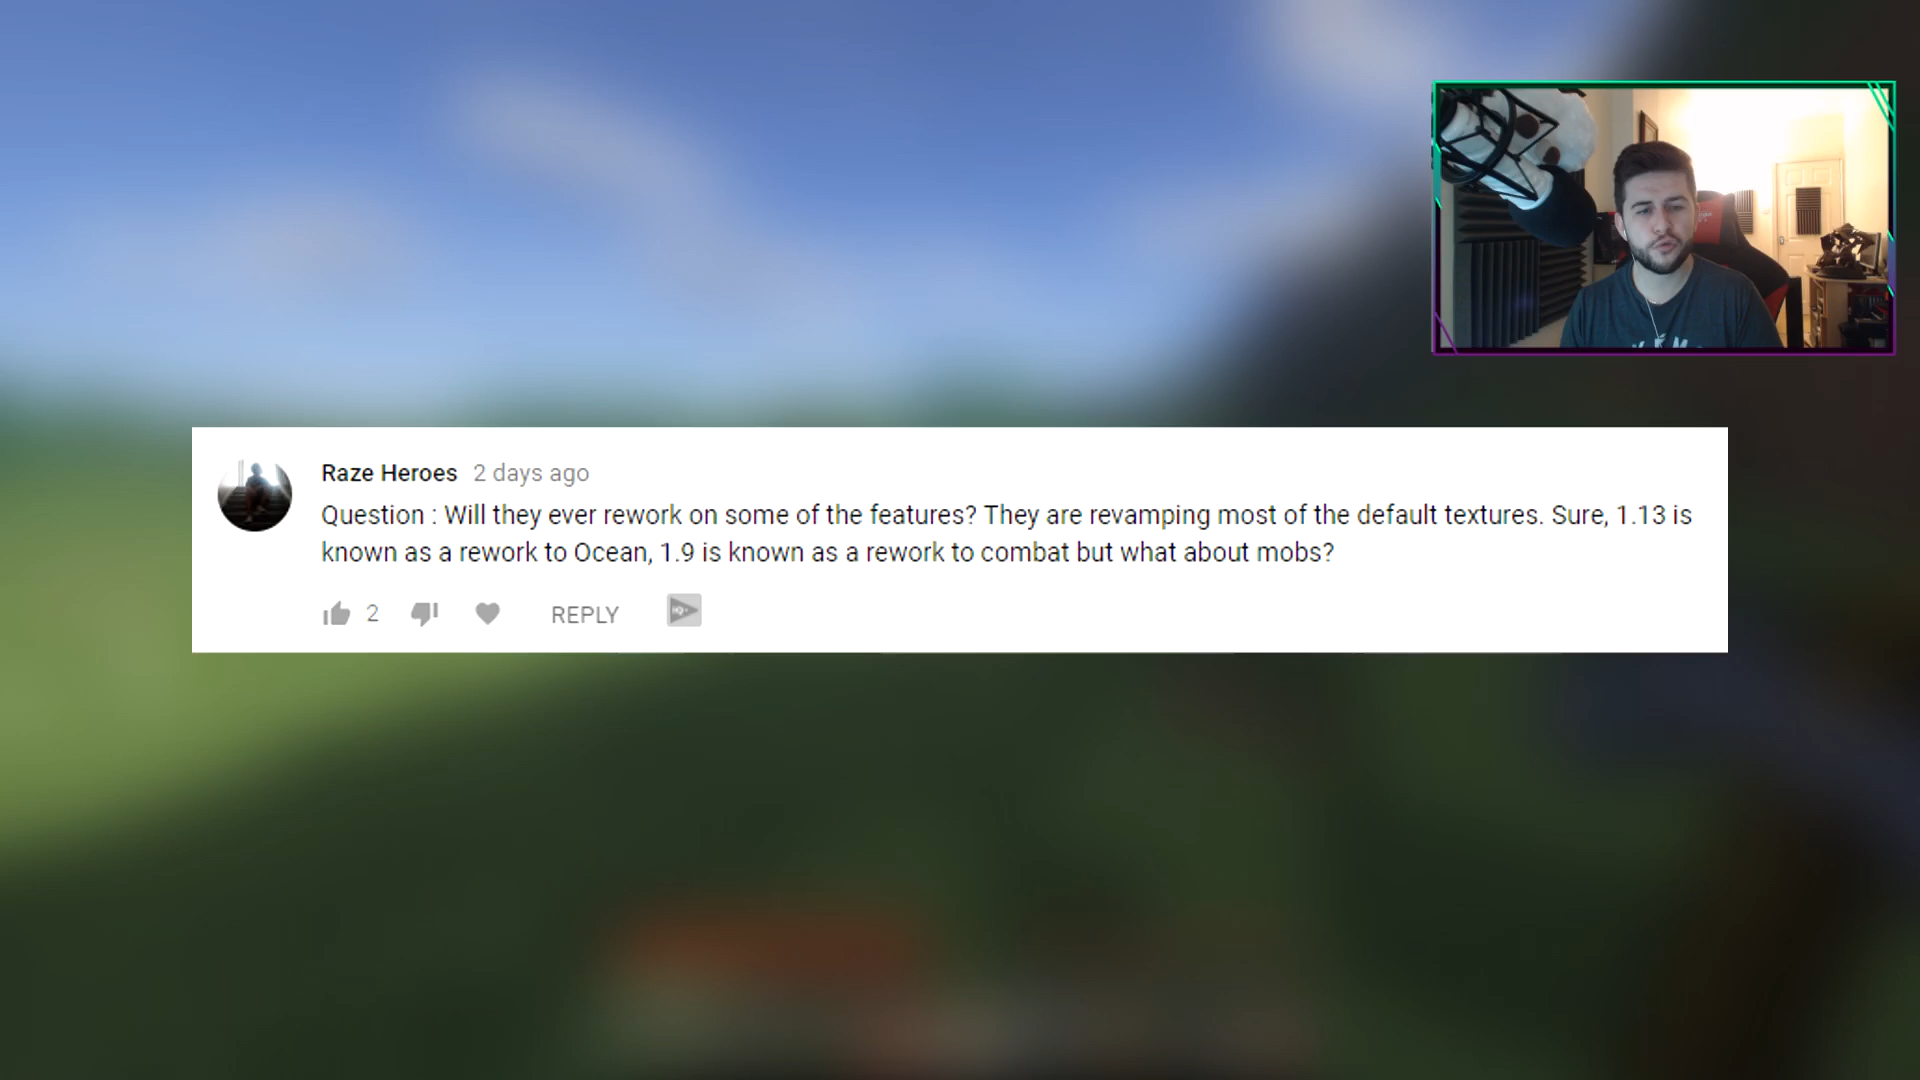 Raze Heroes 2 days ago
Question : Will they ever rework on some of the features? They are revamping most of the default textures. Sure, 1.13 is
known as a rework to Ocean, 1.9 is known as a rework to combat but what about mobs?
2 REPLY